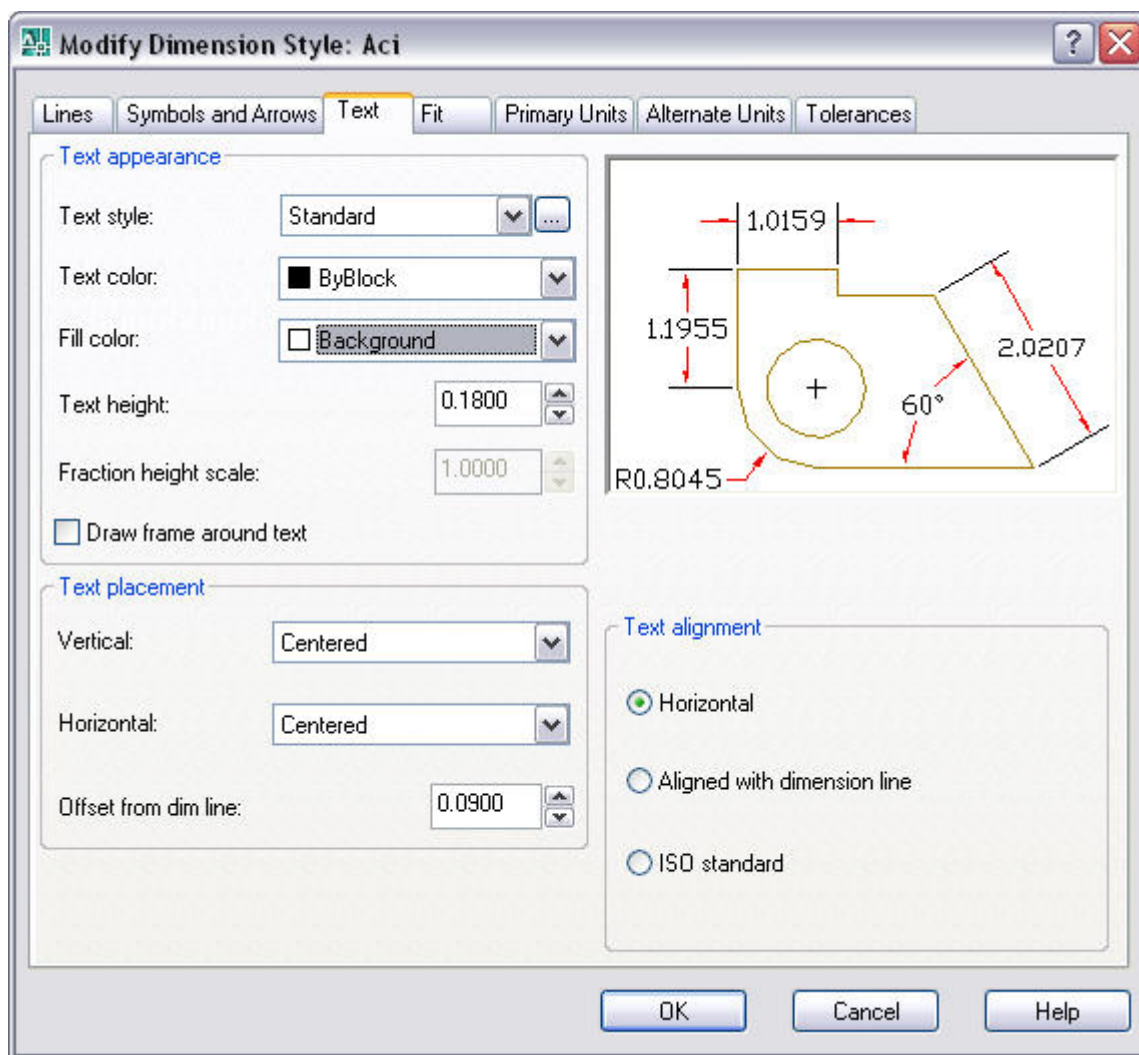 Modify Dimension Style: Aci
Lines Symbols and Arrows Text Fit Primary Units Alternate Units Tolerances
Text appearance
Text style: Standard ...
Text color: ByBlock
Fill color: Background
Text height: 0.1800
Fraction height scale: 1.0000
Draw frame around text
1.0159
1.1955
2.0207
60°
R0.8045
Text placement
Vertical: Centered
Horizontal: Centered
Offset from dim line: 0.0900
Text alignment
Horizontal
Aligned with dimension line
ISO standard
OK Cancel Help